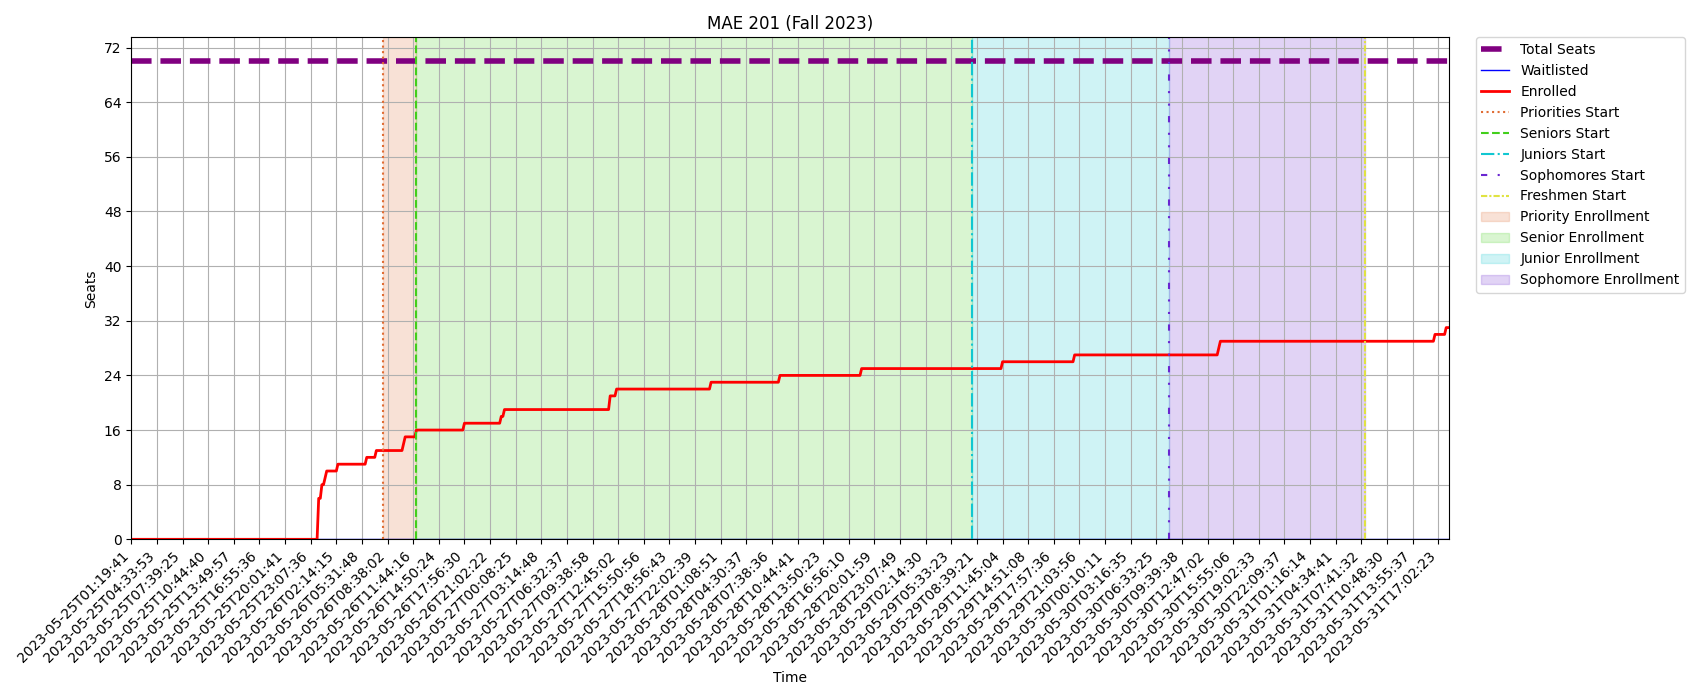 MAE 201 (Fall 2023)
Seats
72
64
56
48
40
32
24
16
8
0
2023-05-25T01:19:41
2023-05-25T04:33:53
2023-05-25T07:39:25
2023-05-25T10:44:40
2023-05-25T13:49:57
2023-05-25T16:55:36
2023-05-25T20:01:41
2023-05-25T23:07:36
2023-05-26T02:14:15
2023-05-26T05:31:48
2023-05-26T08:38:02
2023-05-26T11:44:16
2023-05-26T14:50:24
2023-05-26T17:56:30
2023-05-26T21:02:22
2023-05-27T00:08:25
2023-05-27T03:14:48
2023-05-27T06:32:37
2023-05-27T09:38:58
2023-05-27T12:45:02
2023-05-27T15:50:56
2023-05-27T18:56:43
2023-05-27T22:02:39
2023-05-28T01:08:51
2023-05-28T04:30:37
2023-05-28T07:38:36
2023-05-28T10:44:41
2023-05-28T13:50:23
2023-05-28T16:56:10
2023-05-28T20:01:59
2023-05-28T23:07:49
2023-05-29T02:14:30
2023-05-29T05:33:23
2023-05-29T08:39:21
2023-05-29T11:45:04
2023-05-29T14:51:08
2023-05-29T17:57:36
2023-05-29T21:03:56
2023-05-30T00:10:11
2023-05-30T03:16:35
2023-05-30T06:33:25
2023-05-30T09:39:38
2023-05-30T12:47:02
2023-05-30T15:55:06
2023-05-30T19:02:33
2023-05-30T22:09:37
2023-05-31T01:16:14
2023-05-31T04:34:41
2023-05-31T07:41:32
2023-05-31T10:48:30
2023-05-31T13:55:37
2023-05-31T17:02:23
Time
Total Seats
Waitlisted
Enrolled
Priorities Start
Seniors Start
Juniors Start
Sophomores Start
Freshmen Start
Priority Enrollment
Senior Enrollment
Junior Enrollment
Sophomore Enrollment